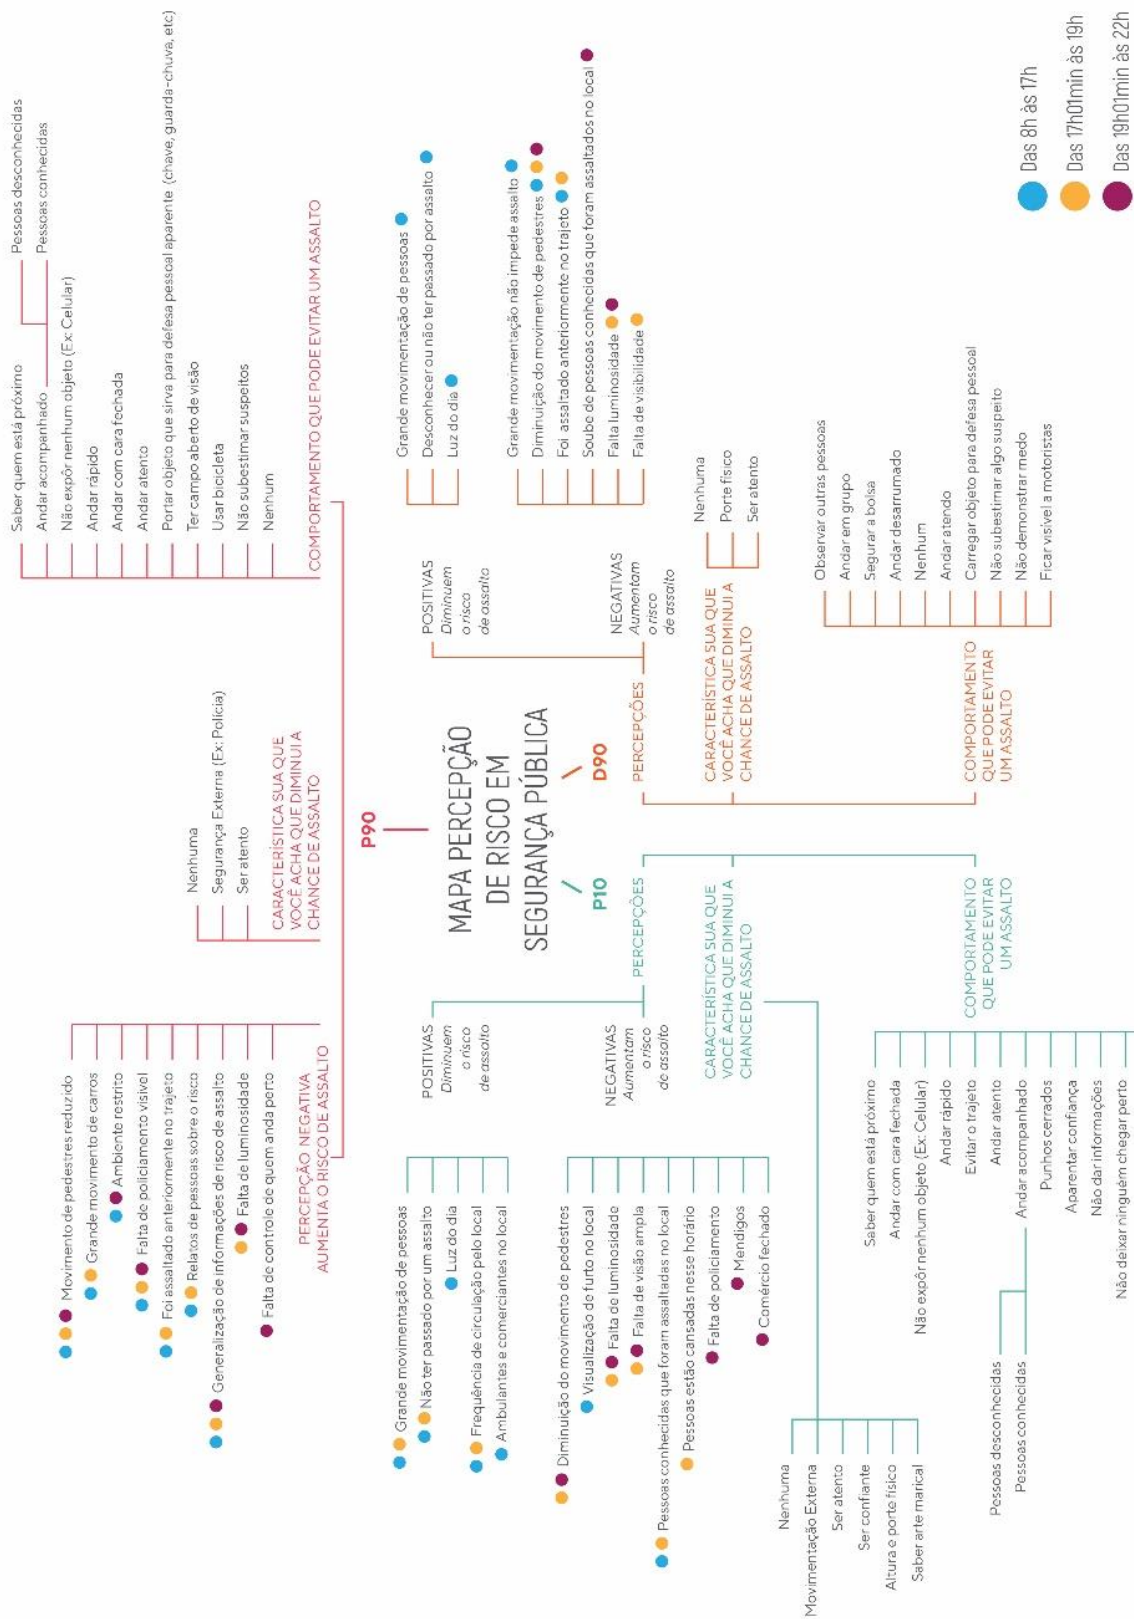 MAPA PERCEPÇÃO
DE RISCO EM
SEGURANÇA PÚBLICA
P90
PERCEPÇÃO NEGATIVA
AUMENTA O RISCO DE ASSALTO
Movimento de pedestres reduzido
Grande movimento de carros
Ambiente restrito
Falta de policiamento visível
Foi assaltado anteriormente no trajeto
Relatos de pessoas sobre o risco
Generalização de informações de risco de assalto
Falta de luminosidade
Falta de controle de quem anda perto
CARACTERÍSTICA SUA QUE
VOCÊ ACHA QUE DIMINUI A
CHANCE DE ASSALTO
Nenhuma
Segurança Externa (Ex: Polícia)
Ser atento
COMPORTAMENTO QUE PODE EVITAR UM ASSALTO
Saber quem está próximo
Andar acompanhado
Pessoas desconhecidas
Pessoas conhecidas
Não expôr nenhum objeto (Ex: Celular)
Andar rápido
Andar com cara fechada
Andar atento
Portar objeto que sirva para defesa pessoal aparente (chave, guarda-chuva, etc)
Ter campo aberto de visão
Usar bicicleta
Não subestimar suspeitos
Nenhum
P10
PERCEPÇÕES
POSITIVAS
Diminuem
o risco
de assalto
Grande movimentação de pessoas
Não ter passado por um assalto
Luz do dia
Frequência de circulação pelo local
Ambulantes e comerciantes no local
NEGATIVAS
Aumentam
o risco
de assalto
Diminuição do movimento de pedestres
Visualização de furto no local
Falta de luminosidade
Falta de visão ampla
Pessoas conhecidas que foram assaltadas no local
Pessoas estão cansadas nesse horário
Falta de policiamento
Mendigos
Comércio fechado
CARACTERÍSTICA SUA QUE
VOCÊ ACHA QUE DIMINUI A
CHANCE DE ASSALTO
Nenhuma
Movimentação Externa
Ser atento
Ser confiante
Altura e porte físico
Saber arte marical
COMPORTAMENTO
QUE PODE EVITAR
UM ASSALTO
Saber quem está próximo
Andar com cara fechada
Não expôr nenhum objeto (Ex: Celular)
Andar rápido
Evitar o trajeto
Andar atento
Andar acompanhado
Pessoas desconhecidas
Pessoas conhecidas
Punhos cerrados
Aparentar confiança
Não dar informações
Não deixar ninguém chegar perto
D90
PERCEPÇÕES
POSITIVAS
Diminuem
o risco
de assalto
Grande movimentação de pessoas
Desconhecer ou não ter passado por assalto
Luz do dia
NEGATIVAS
Aumentam
o risco
de assalto
Grande movimentação não impede assalto
Diminuição do movimento de pedestres
Foi assaltado anteriormente no trajeto
Soube de pessoas conhecidas que foram assaltados no local
Falta luminosidade
Falta de visibilidade
CARACTERÍSTICA SUA QUE
VOCÊ ACHA QUE DIMINUI A
CHANCE DE ASSALTO
Nenhuma
Porte físico
Ser atento
COMPORTAMENTO
QUE PODE EVITAR
UM ASSALTO
Observar outras pessoas
Andar em grupo
Segurar a bolsa
Andar desarrumado
Nenhum
Andar atendo
Carregar objeto para defesa pessoal
Não subestimar algo suspeito
Não demonstrar medo
Ficar visível a motoristas
Das 8h às 17h
Das 17h01min às 19h
Das 19h01min às 22h